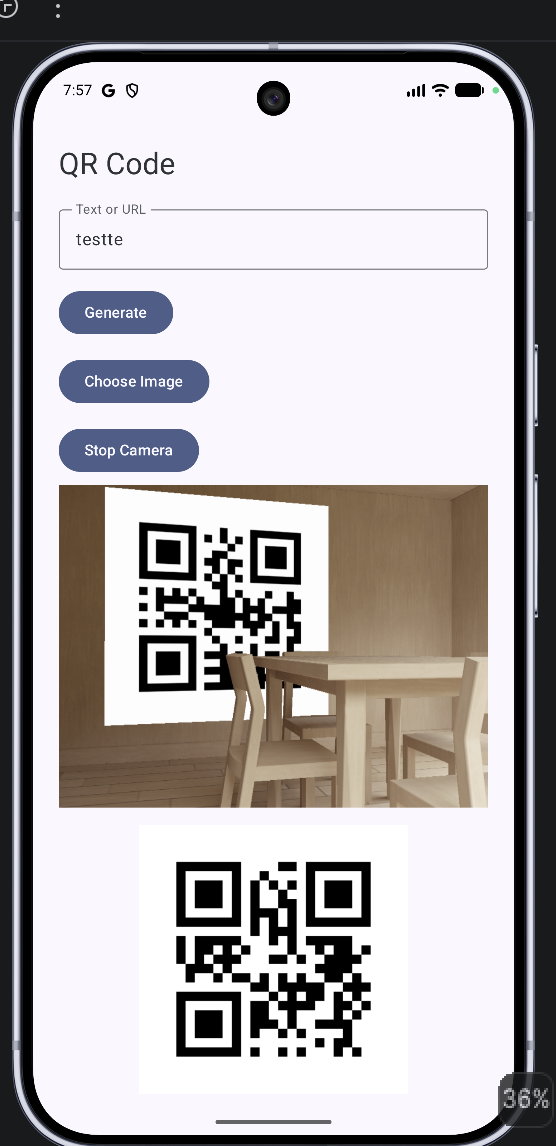 7:57
QR Code
Text or URL
testte
Generate
Choose Image
Stop Camera
36%